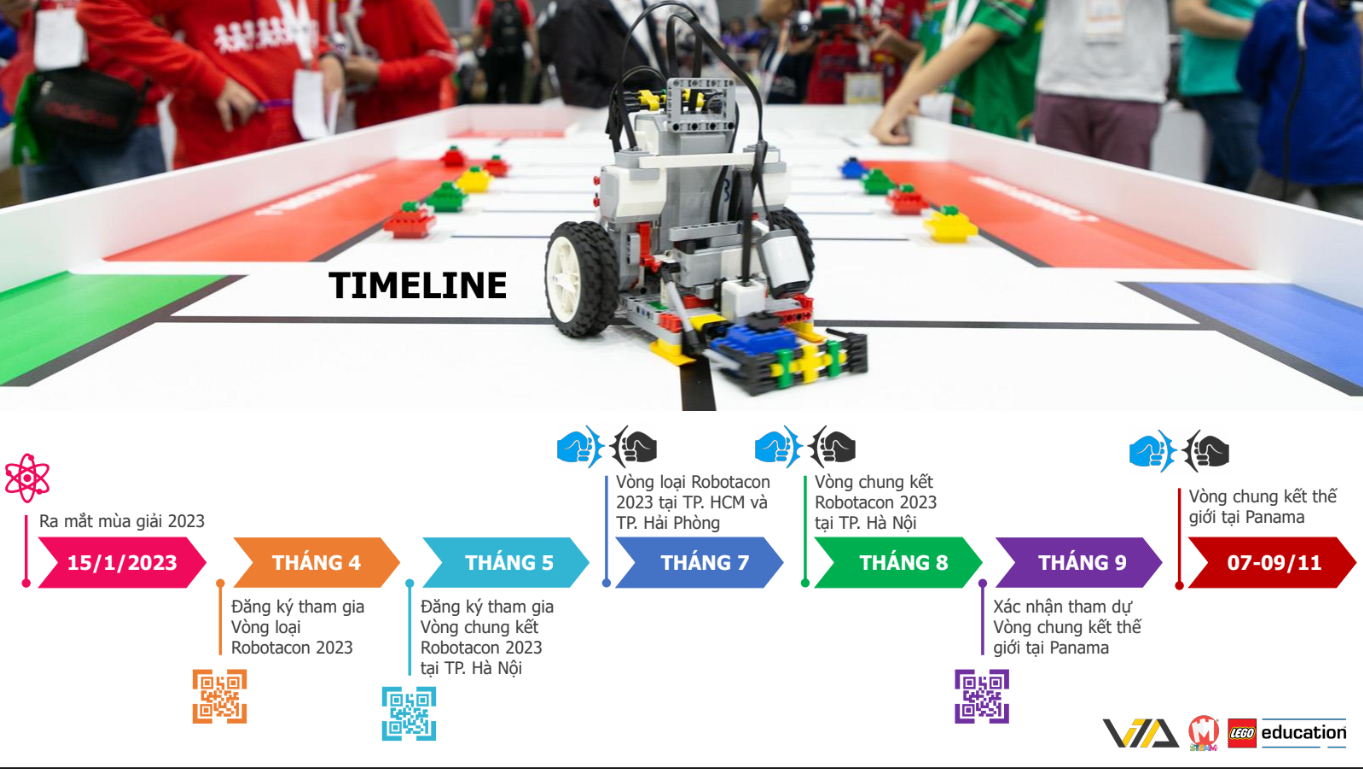 TIMELINE
Ra mắt mùa giải 2023
15/1/2023
THÁNG 4
Đăng ký tham gia
Vòng loại
Robotacon 2023
THÁNG 5
Đăng ký tham gia
Vòng chung kết
Robotacon 2023
tại TP. Hà Nội
Vòng loại Robotacon
2023 tại TP. HCM và
TP. Hải Phòng
THÁNG 7
Vòng chung kết
Robotacon 2023
tại TP. Hà Nội
THÁNG 8
THÁNG 9
Xác nhận tham dự
Vòng chung kết thế
giới tại Panama
Vòng chung kết thế
giới tại Panama
07-09/11
VIA
STEAM
LEGO education